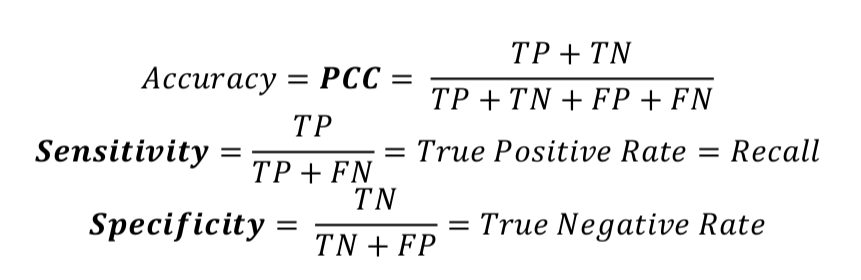 Accuracy = PCC = (TP + TN) / (TP + TN + FP + FN)
Sensitivity = TP / (TP + FN) = True Positive Rate = Recall
Specificity = TN / (TN + FP) = True Negative Rate